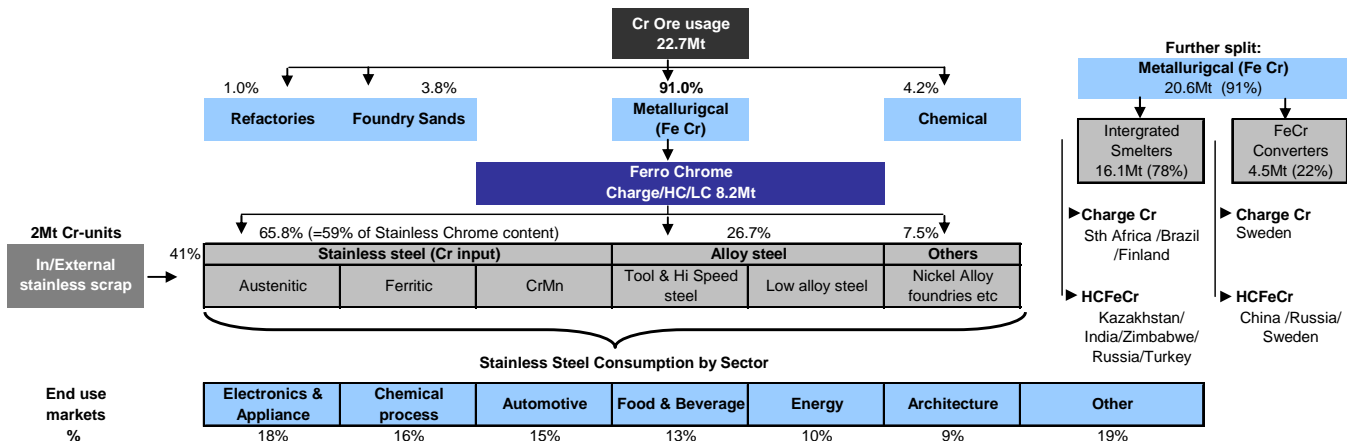 Cr Ore usage
22.7Mt
1.0%
3.8%
91.0%
4.2%
Refactories
Foundry Sands
Metallurigcal
(Fe Cr)
Chemical
Ferro Chrome
Charge/HC/LC 8.2Mt
2Mt Cr-units
In/External
stainless scrap
41%
65.8% (=59% of Stainless Chrome content)
26.7%
7.5%
Stainless steel (Cr input)
Alloy steel
Others
Austenitic
Ferritic
CrMn
Tool & Hi Speed
steel
Low alloy steel
Nickel Alloy
foundries etc
Stainless Steel Consumption by Sector
End use
markets
%
Electronics &
Appliance
Chemical
process
Automotive
Food & Beverage
Energy
Architecture
Other
18%
16%
15%
13%
10%
9%
19%
Further split:
Metallurigcal (Fe Cr)
20.6Mt (91%)
Intergrated
Smelters
16.1Mt (78%)
FeCr
Converters
4.5Mt (22%)
Charge Cr
Sth Africa /Brazil
/Finland
Charge Cr
Sweden
HCFeCr
Kazakhstan/
India/Zimbabwe/
Russia/Turkey
HCFeCr
China /Russia/
Sweden